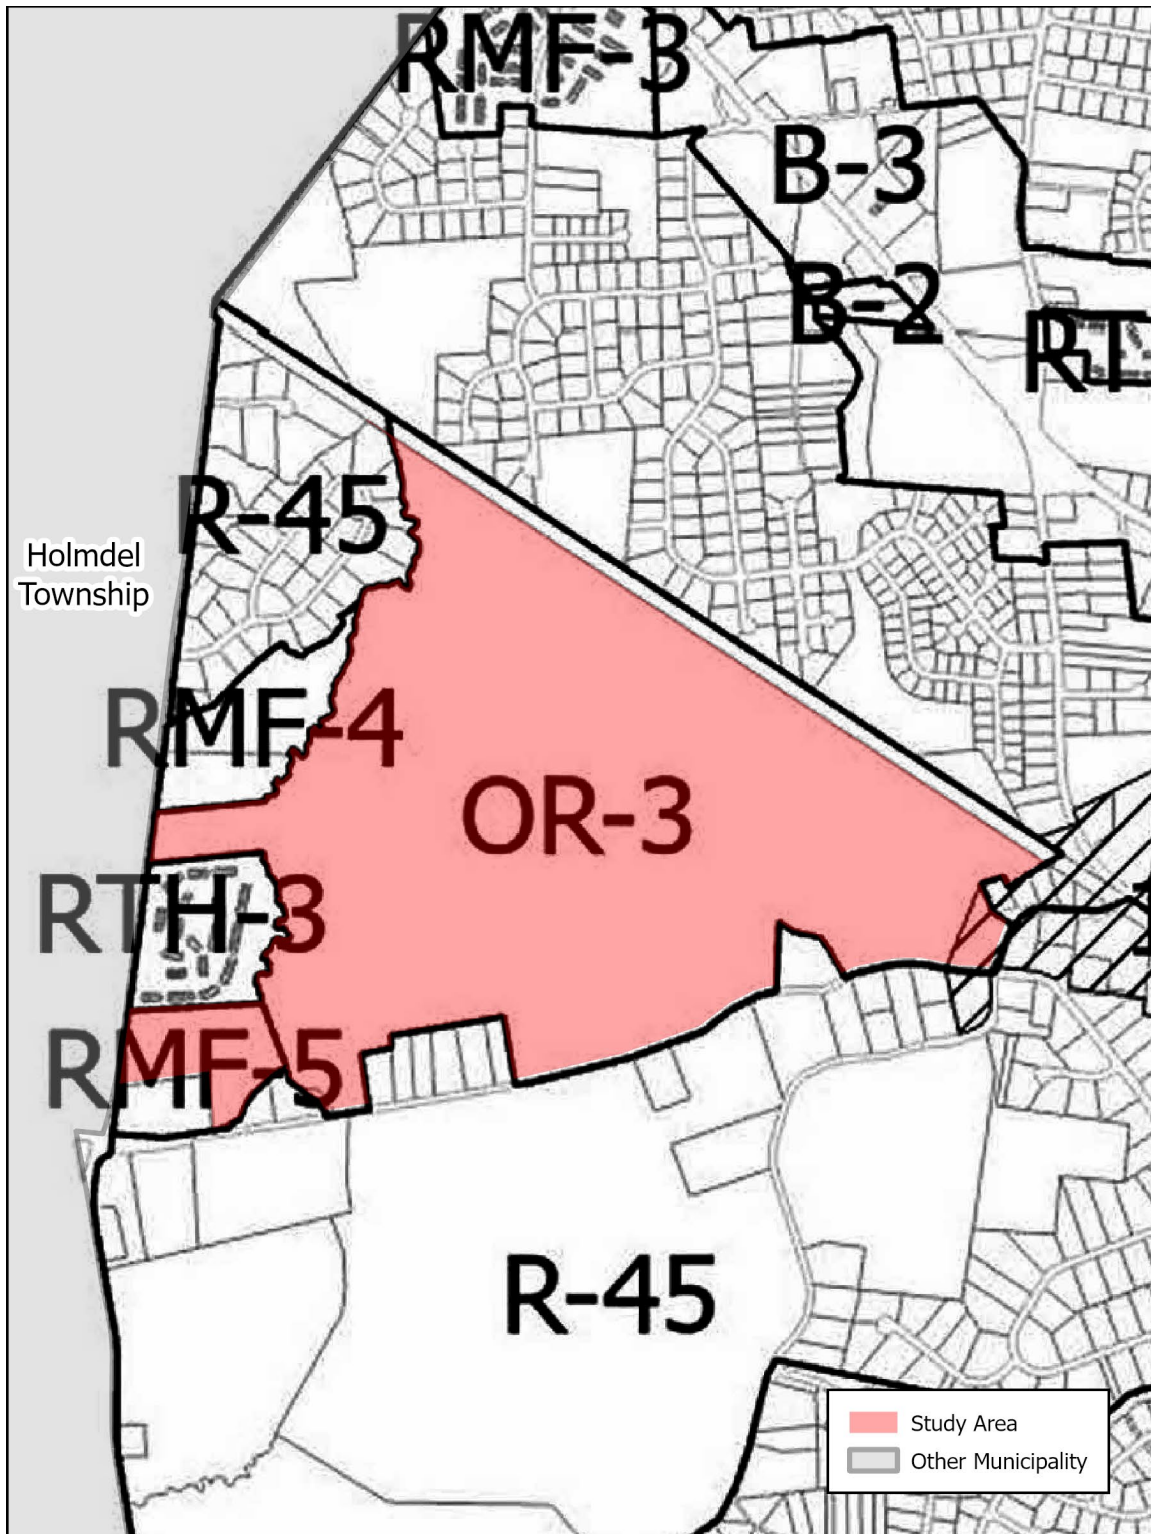 RMF-3
B-3
B-2
RT
R-45
Holmdel
Township
RMF-4
OR-3
RTH-3
RMF-5
R-45
Study Area
Other Municipality